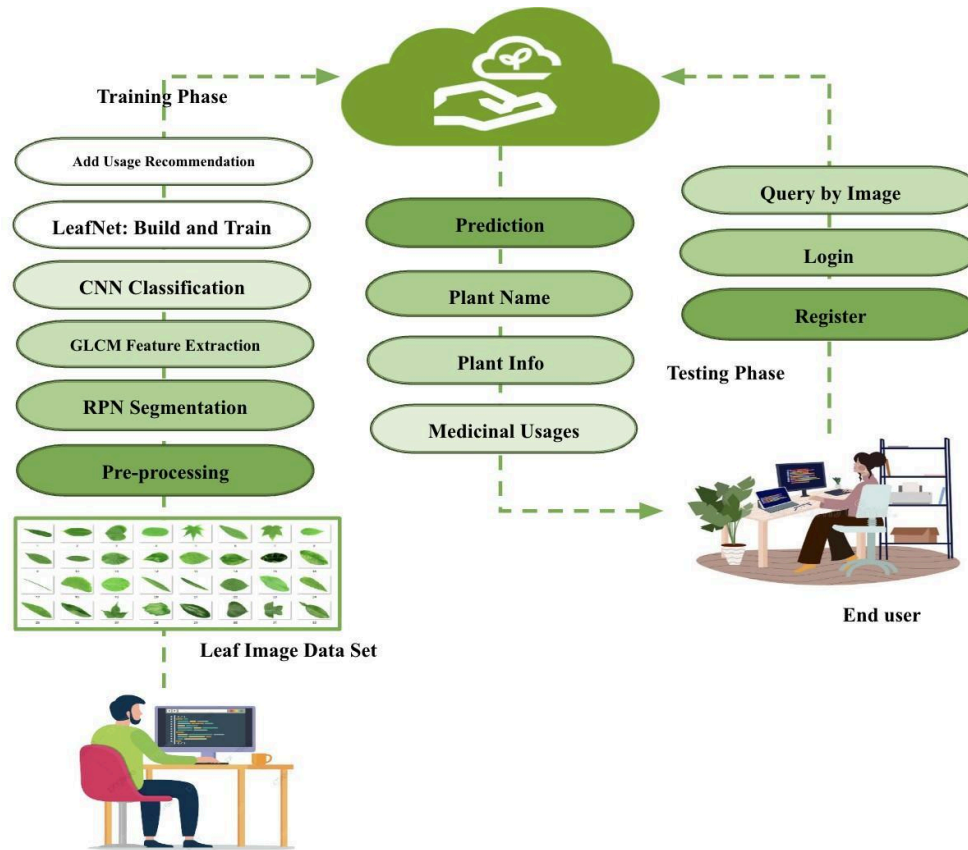 Training Phase
Add Usage Recommendation
LeafNet: Build and Train
CNN Classification
GLCM Feature Extraction
RPN Segmentation
Pre-processing
Leaf Image Data Set
Prediction
Plant Name
Plant Info
Medicinal Usages
Query by Image
Login
Register
Testing Phase
End user